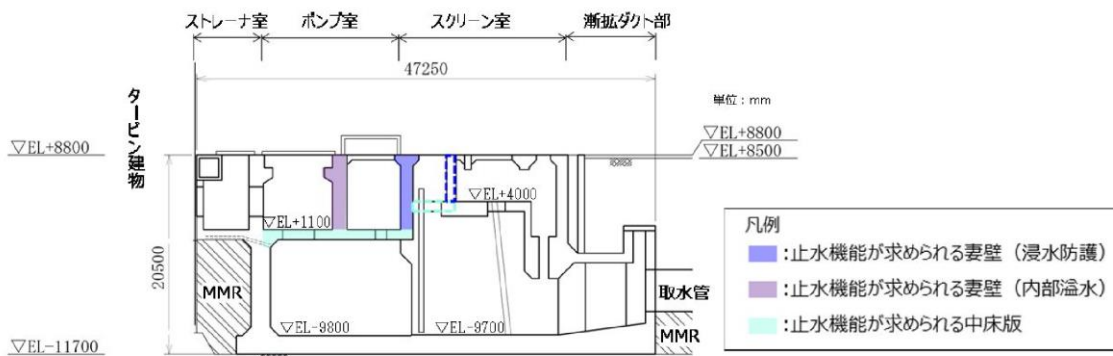 ストレーナ室
ポンプ室
スクリーン室
漸拡ダクト部
47250
単位：mm
タービン建物
▽EL+8800
▽EL+8800
▽EL+8500
▽EL+4000
▽EL+1100
20500
MMR
取水管
▽EL-9800
▽EL-9700
MMR
▽EL-11700
凡例
:止水機能が求められる妻壁（浸水防護）
:止水機能が求められる妻壁（内部溢水）
:止水機能が求められる中床版